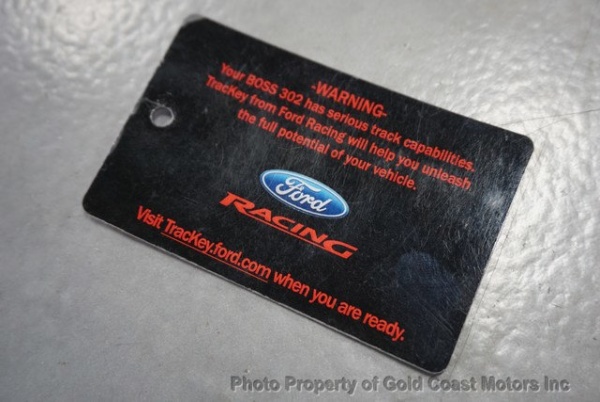 -WARNING-
Your BOSS 302 has serious track capabilities.
TracKey from Ford Racing will help you unleash
the full potential of your vehicle.
Ford
RACING
Visit TracKey.ford.com when you are ready.
Photo Property of Gold Coast Motors Inc